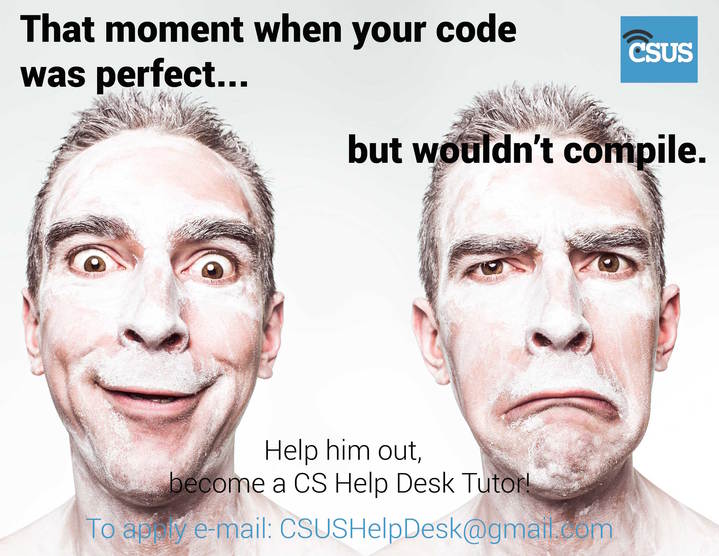 That moment when your code
was perfect...
CSUS
but wouldn't compile.
Help him out,
become a CS Help Desk Tutor!
To apply e-mail: CSUSHelpDesk@gmail.com